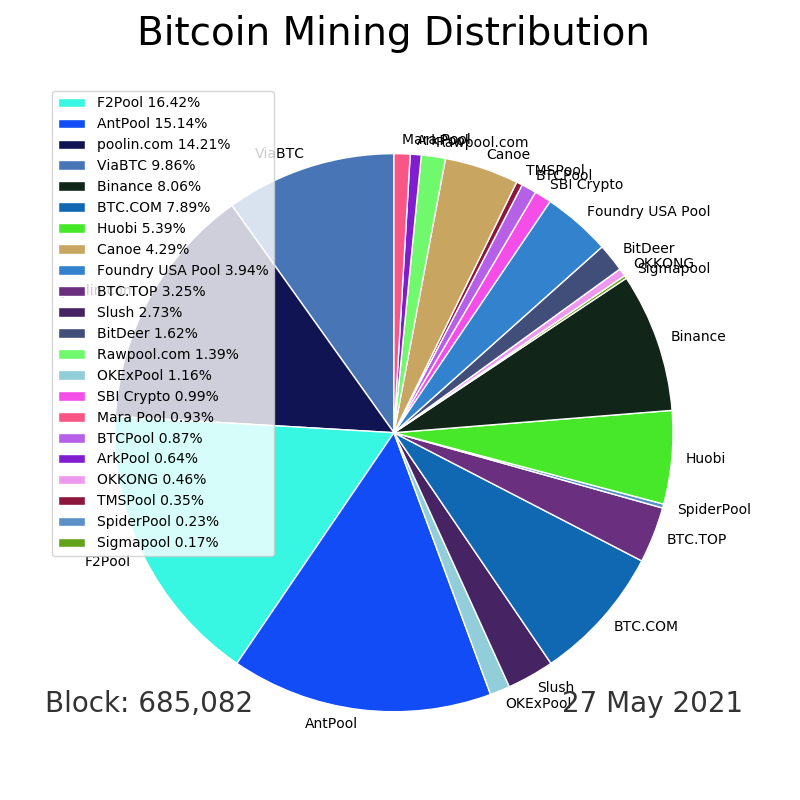 Bitcoin Mining Distribution
F2Pool 16.42%
AntPool 15.14%
poolin.com 14.21%
ViaBTC 9.86%
Binance 8.06%
BTC.COM 7.89%
Huobi 5.39%
Canoe 4.29%
Foundry USA Pool 3.94%
BTC.TOP 3.25%
Slush 2.73%
BitDeer 1.62%
Rawpool.com 1.39%
OKExPool 1.16%
SBI Crypto 0.99%
Mara Pool 0.93%
BTCPool 0.87%
ArkPool 0.64%
OKKONG 0.46%
TMSPool 0.35%
SpiderPool 0.23%
Sigmapool 0.17%
ViaBTC
F2Pool
AntPool
OKExPool
Slush
BTC.COM
BTC.TOP
SpiderPool
Huobi
Binance
Sigmapool
OKKONG
BitDeer
Foundry USA Pool
SBI Crypto
BTCPool
TMSPool
Canoe
Rawpool.com
ArkPool
Mara Pool
Block: 685,082
27 May 2021